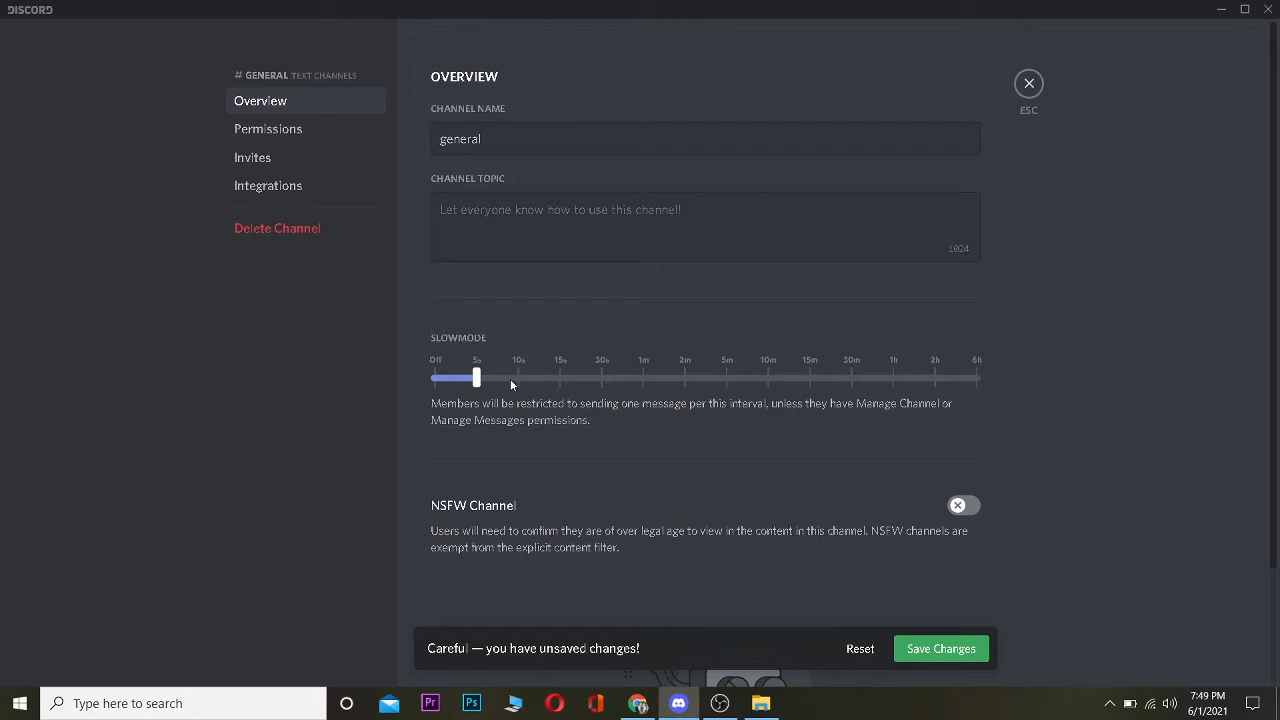 DISCORD
# GENERAL TEXT CHANNELS
Overview
Permissions
Invites
Integrations
Delete Channel
OVERVIEW
ESC
CHANNEL NAME
general
CHANNEL TOPIC
Let everyone know how to use this channel!
1024
SLOWMODE
Off 5s 10s 15s 30s 1m 2m 5m 10m 15m 30m 1h 2h 6h
Members will be restricted to sending one message per this interval, unless they have Manage Channel or
Manage Messages permissions.
NSFW Channel
Users will need to confirm they are of over legal age to view in the content in this channel. NSFW channels are
exempt from the explicit content filter.
Careful — you have unsaved changes!
Reset
Save Changes
Type here to search
Pr
Ps
7:49 PM
6/1/2021